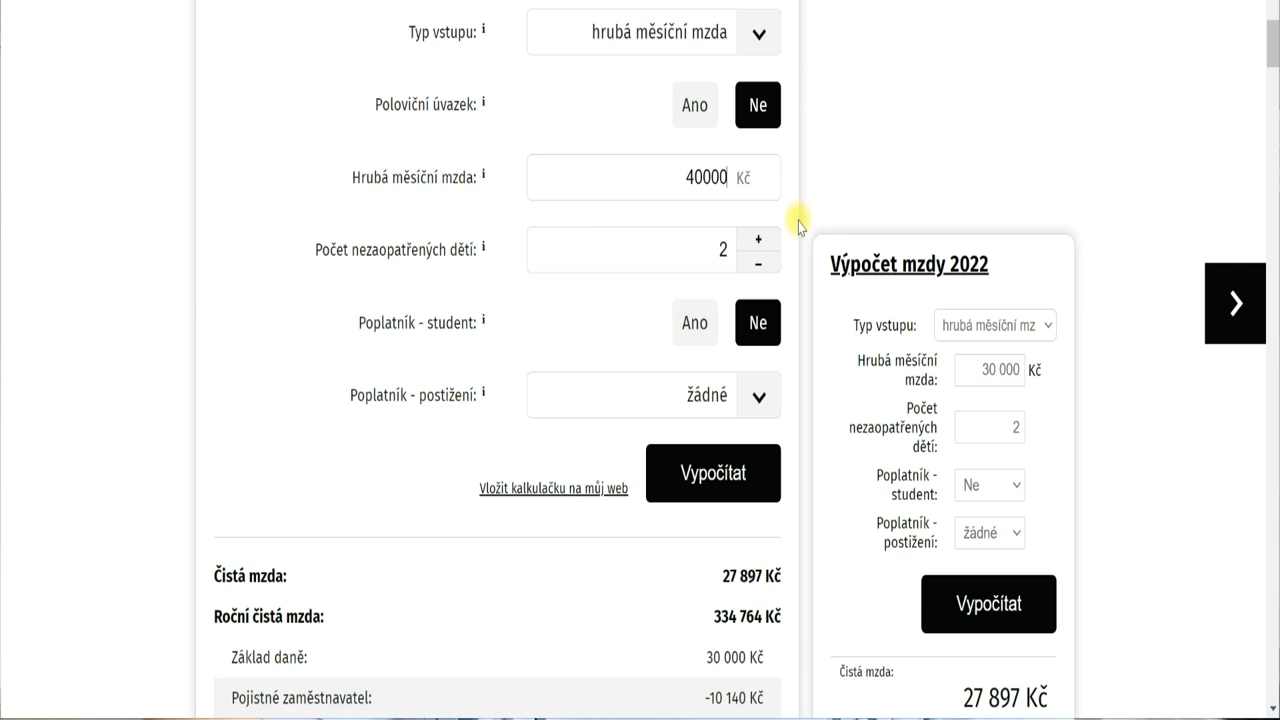 Typ vstupu: i hrubá měsíční mzda
Poloviční úvazek: i Ano Ne
Hrubá měsíční mzda: i 40000 Kč
Počet nezaopatřených dětí: i 2 + −
Poplatník - student: i Ano Ne
Poplatník - postižení: i žádné
Vložit kalkulačku na můj web Vypočítat
Čistá mzda: 27 897 Kč
Roční čistá mzda: 334 764 Kč
Základ daně: 30 000 Kč
Pojistné zaměstnavatel: -10 140 Kč
Výpočet mzdy 2022
Typ vstupu: hrubá měsíční mz
Hrubá měsíční
mzda: 30 000 Kč
Počet
nezaopatřených 2
dětí:
Poplatník -
student: Ne
Poplatník -
postižení: žádné
Vypočítat
Čistá mzda:
27 897 Kč